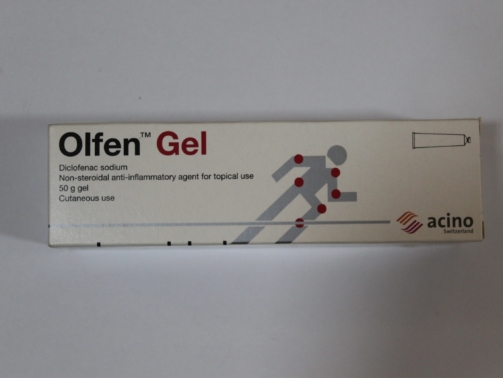 Olfen™ Gel
Diclofenac sodium
Non-steroidal anti-inflammatory agent for topical use
50 g gel
Cutaneous use
acino
Switzerland